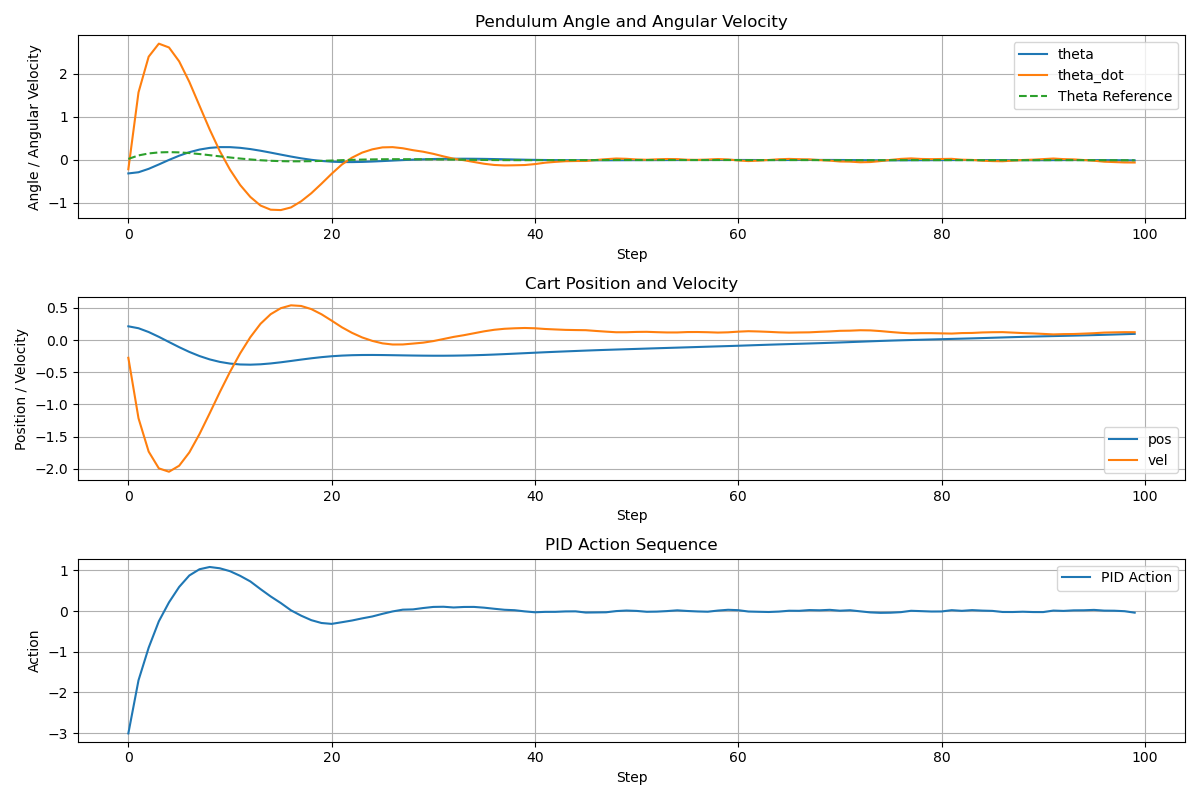 Pendulum Angle and Angular Velocity
Angle / Angular Velocity
2
1
0
−1
theta
theta_dot
Theta Reference
0 20 40 60 80 100
Step
Cart Position and Velocity
Position / Velocity
0.5
0.0
−0.5
−1.0
−1.5
−2.0
pos
vel
0 20 40 60 80 100
Step
PID Action Sequence
Action
1
0
−1
−2
−3
PID Action
0 20 40 60 80 100
Step